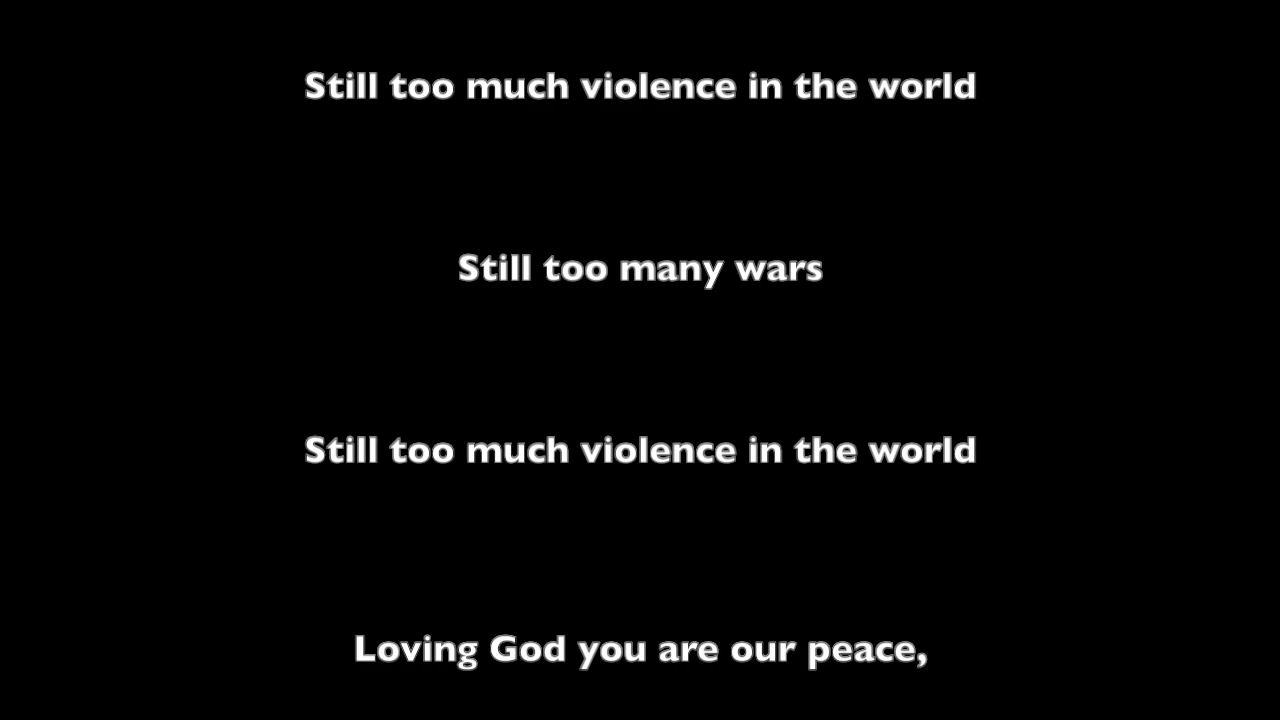 Still too much violence in the world
Still too many wars
Still too much violence in the world
Loving God you are our peace,